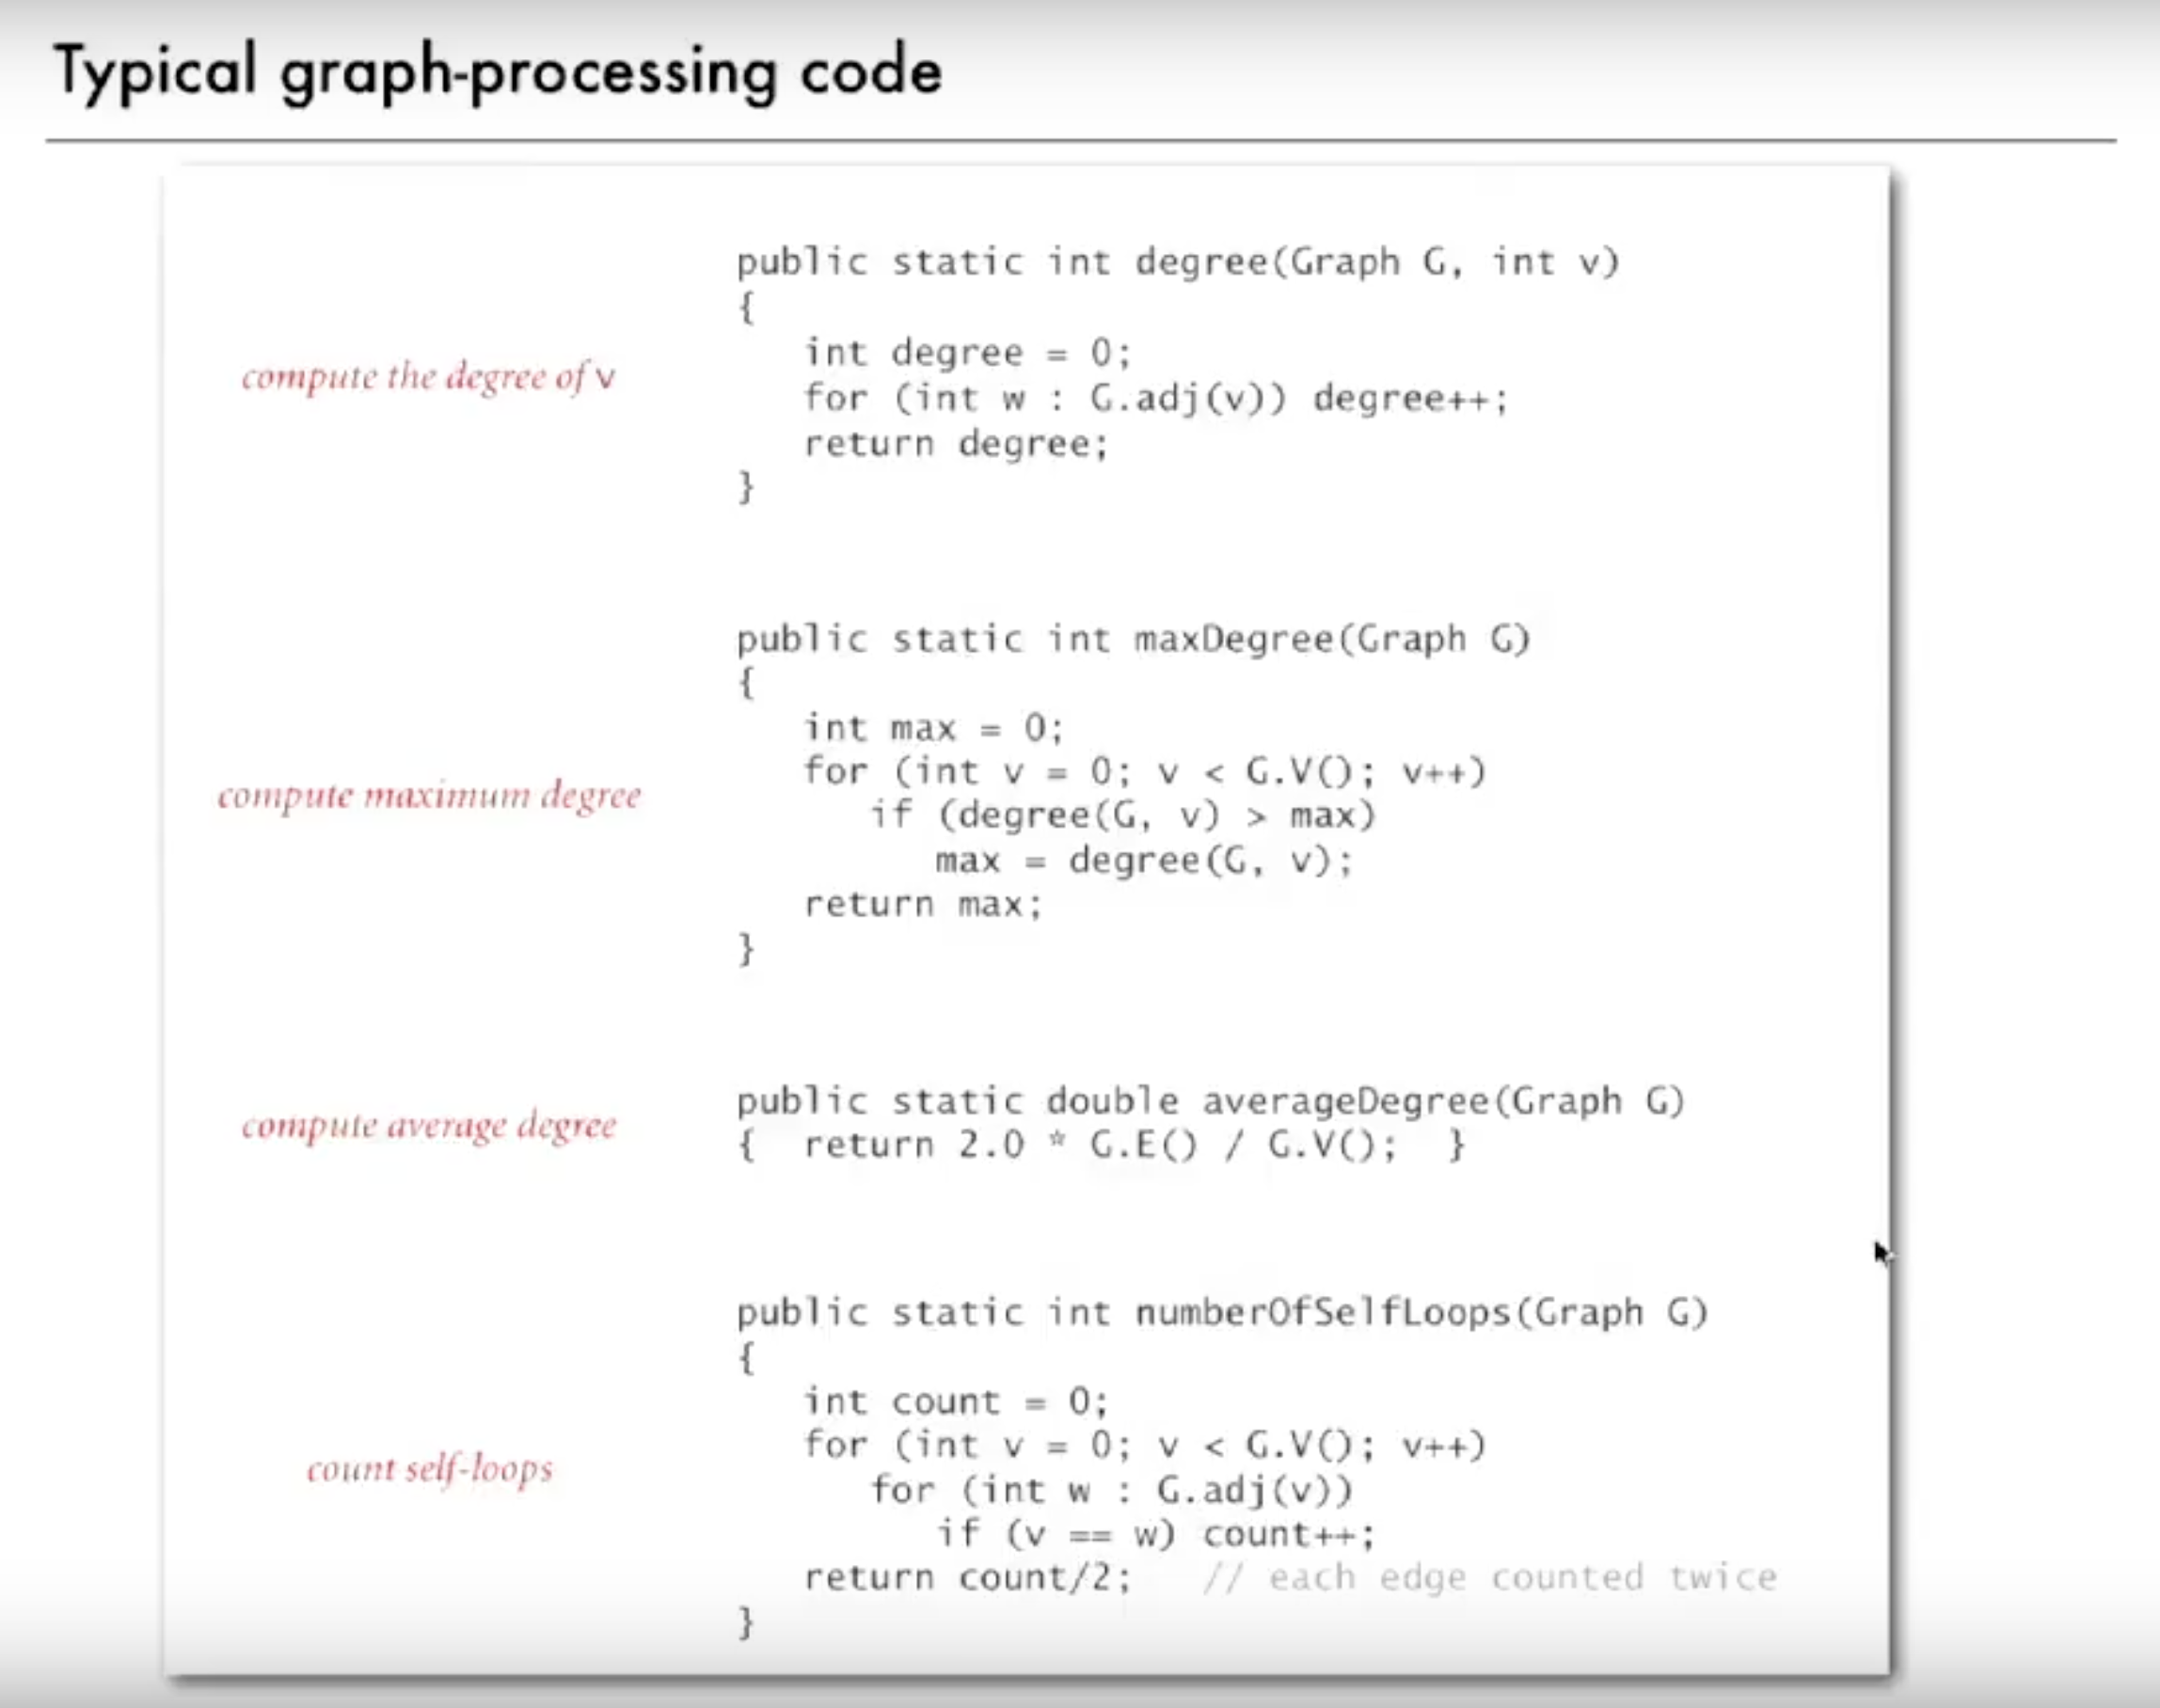 Typical graph-processing code
compute the degree of v
public static int degree(Graph G, int v)
{
   int degree = 0;
   for (int w : G.adj(v)) degree++;
   return degree;
}
compute maximum degree
public static int maxDegree(Graph G)
{
   int max = 0;
   for (int v = 0; v < G.V(); v++)
      if (degree(G, v) > max)
         max = degree(G, v);
   return max;
}
compute average degree
public static double averageDegree(Graph G)
{  return 2.0 * G.E() / G.V();  }
count self-loops
public static int numberOfSelfLoops(Graph G)
{
   int count = 0;
   for (int v = 0; v < G.V(); v++)
      for (int w : G.adj(v))
         if (v == w) count++;
   return count/2;   // each edge counted twice
}